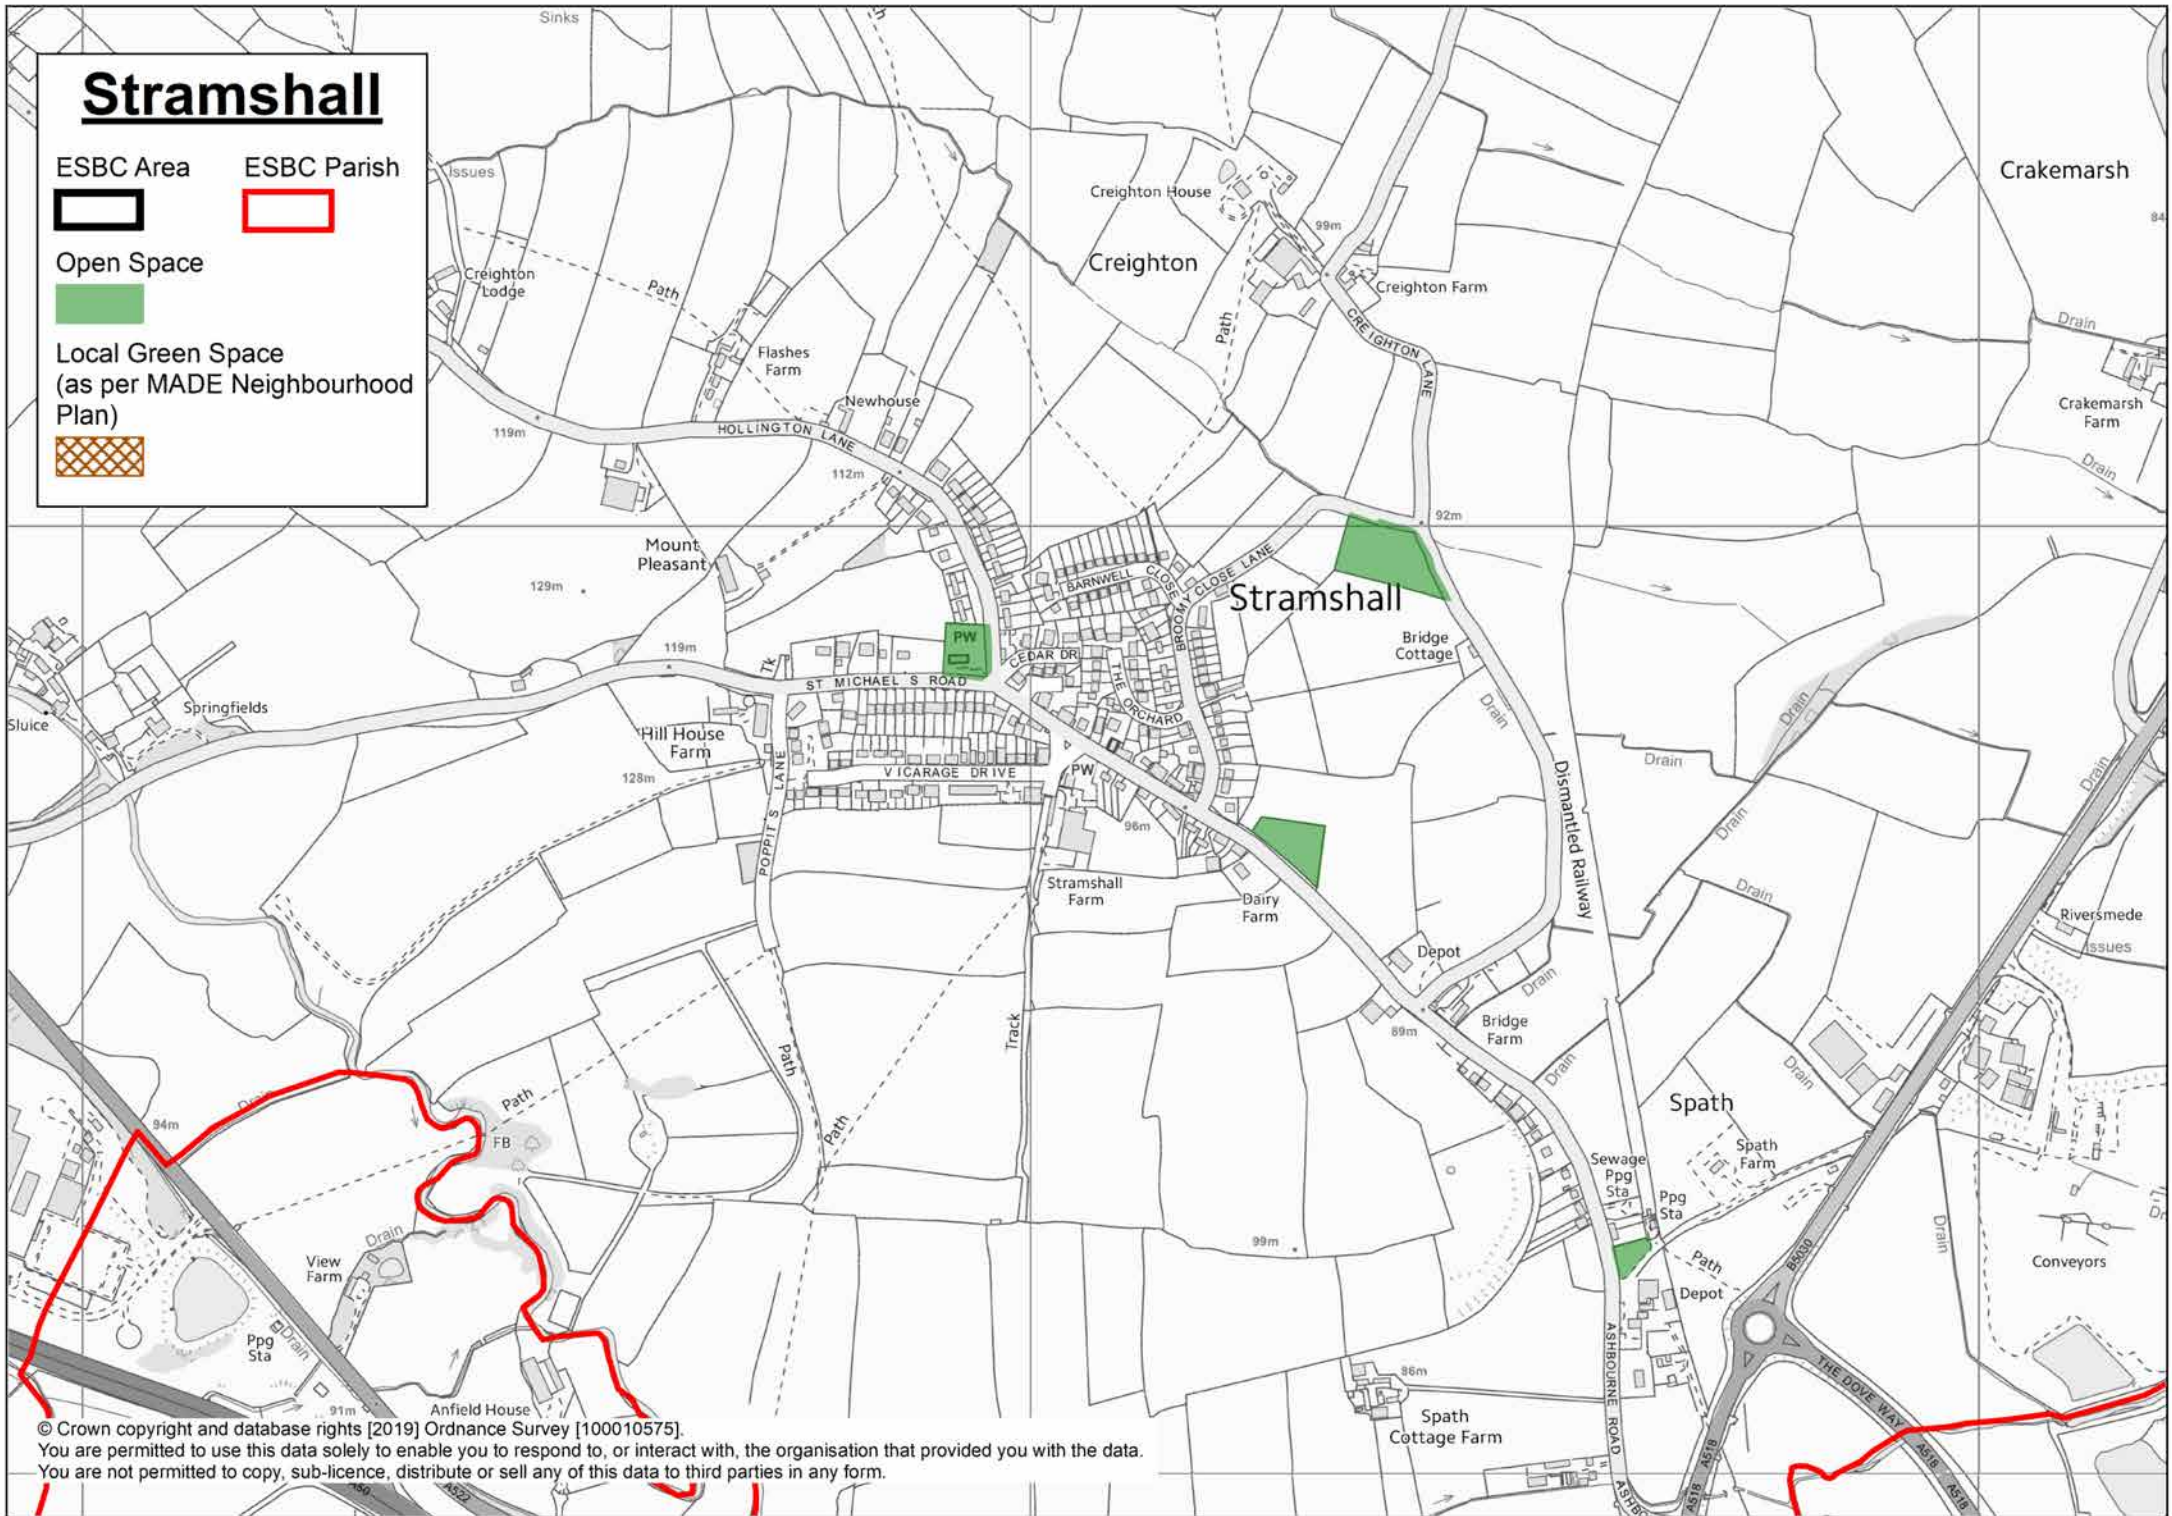 Stramshall
ESBC Area
ESBC Parish
Open Space
Local Green Space
(as per MADE Neighbourhood
Plan)
Sinks
Issues
Crakemarsh
84
Creighton House
99m
Creighton
Creighton
Lodge
Path
Creighton Farm
Path
CREIGHTON LANE
Drain
Flashes
Farm
Newhouse
Crakemarsh
Farm
119m
HOLLINGTON LANE
112m
Drain
92m
Mount
Pleasant
129m
BARNWELL CLOSE
BROOMY CLOSE LANE
Stramshall
PW
CEDAR DR
Bridge
Cottage
119m
Tk
ST MICHAEL'S ROAD
THE ORCHARD
Drain
Drain
Sluice
Springfields
Hill House
Farm
128m
VICARAGE DRIVE
PW
POPPIT'S LANE
Drain
Dismantled Railway
Drain
Drain
96m
Stramshall
Farm
Dairy
Farm
Drain
Riversmede
Issues
Depot
Drain
Track
89m
Bridge
Farm
Path
Drain
Drain
Drain
Path
94m
FB
Path
Spath
Spath
Farm
Sewage
Ppg
Sta
Ppg
Sta
Drain
Drain
View
Farm
99m
Path
B5030
Conveyors
Depot
Ppg
Sta
Drain
ASHBOURNE ROAD
THE DOVE WAY
86m
91m
Anfield House
Spath
Cottage Farm
A518
A518
A518
A518
A50
A522
© Crown copyright and database rights [2019] Ordnance Survey [100010575].
You are permitted to use this data solely to enable you to respond to, or interact with, the organisation that provided you with the data.
You are not permitted to copy, sub-licence, distribute or sell any of this data to third parties in any form.